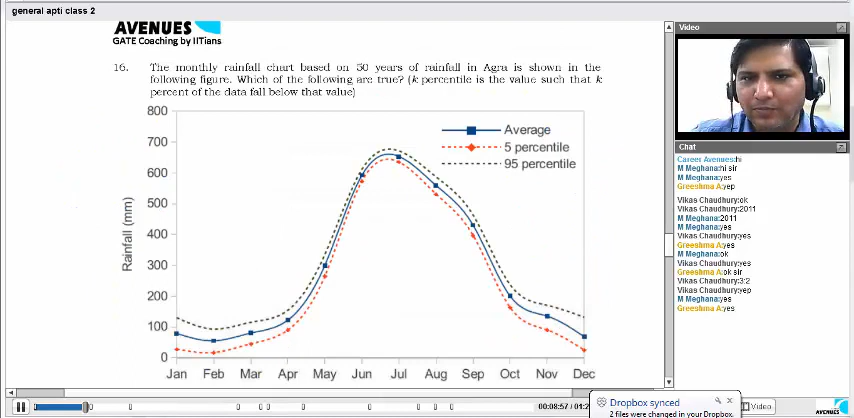 general apti class 2
AVENUES
GATE Coaching by IITians
16. The monthly rainfall chart based on 50 years of rainfall in Agra is shown in the
following figure. Which of the following are true? (k percentile is the value such that k
percent of the data fall below that value)
800
700
600
500
400
300
200
100
0
Rainfall (mm)
Average
5 percentile
95 percentile
Jan Feb Mar Apr May Jun Jul Aug Sep Oct Nov Dec
Video
Chat
Career Avenues:hi
M Meghana:hi sir
M Meghana:yes
Greeshma A:yep
Vikas Chaudhury:ok
Vikas Chaudhury:2011
M Meghana:2011
M Meghana:yes
Vikas Chaudhury:yes
Greeshma A:yes
M Meghana:ok
Vikas Chaudhury:yes
Greeshma A:ok sir
Vikas Chaudhury:3:2
Vikas Chaudhury:yep
M Meghana:yes
Greeshma A:yes
Dropbox synced
2 files were changed in your Dropbox.
00:08:57
Video
AVENUES